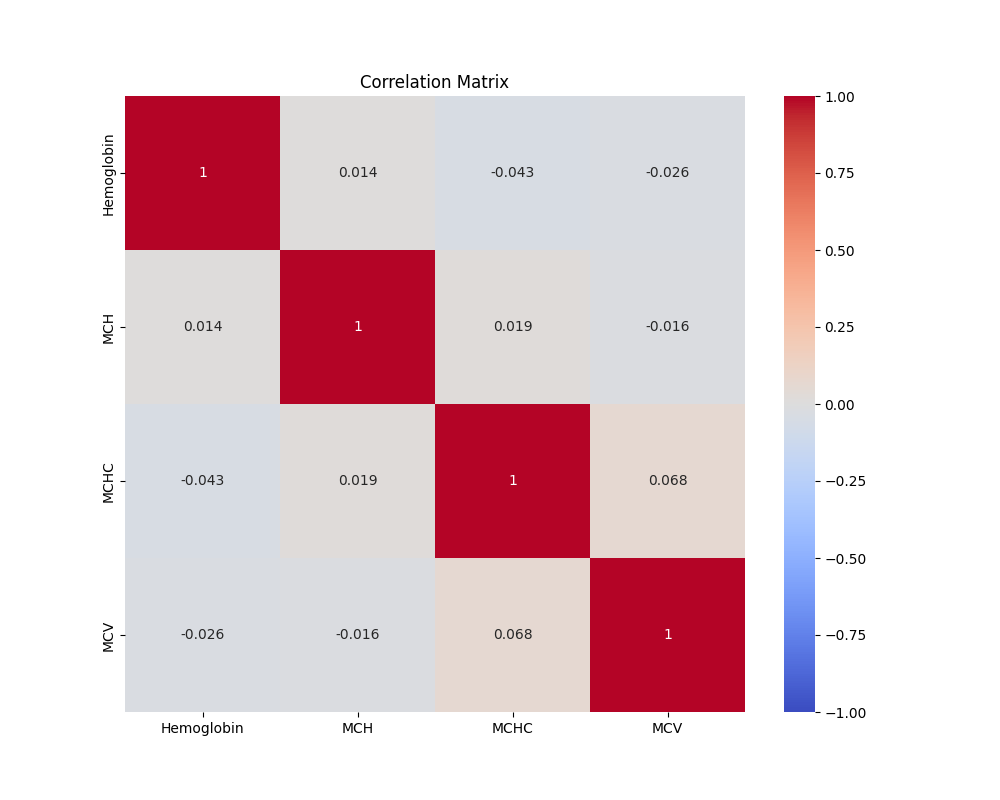 Correlation Matrix
Hemoglobin 1 0.014 -0.043 -0.026
MCH 0.014 1 0.019 -0.016
MCHC -0.043 0.019 1 0.068
MCV -0.026 -0.016 0.068 1
Hemoglobin MCH MCHC MCV
1.00
0.75
0.50
0.25
0.00
−0.25
−0.50
−0.75
−1.00